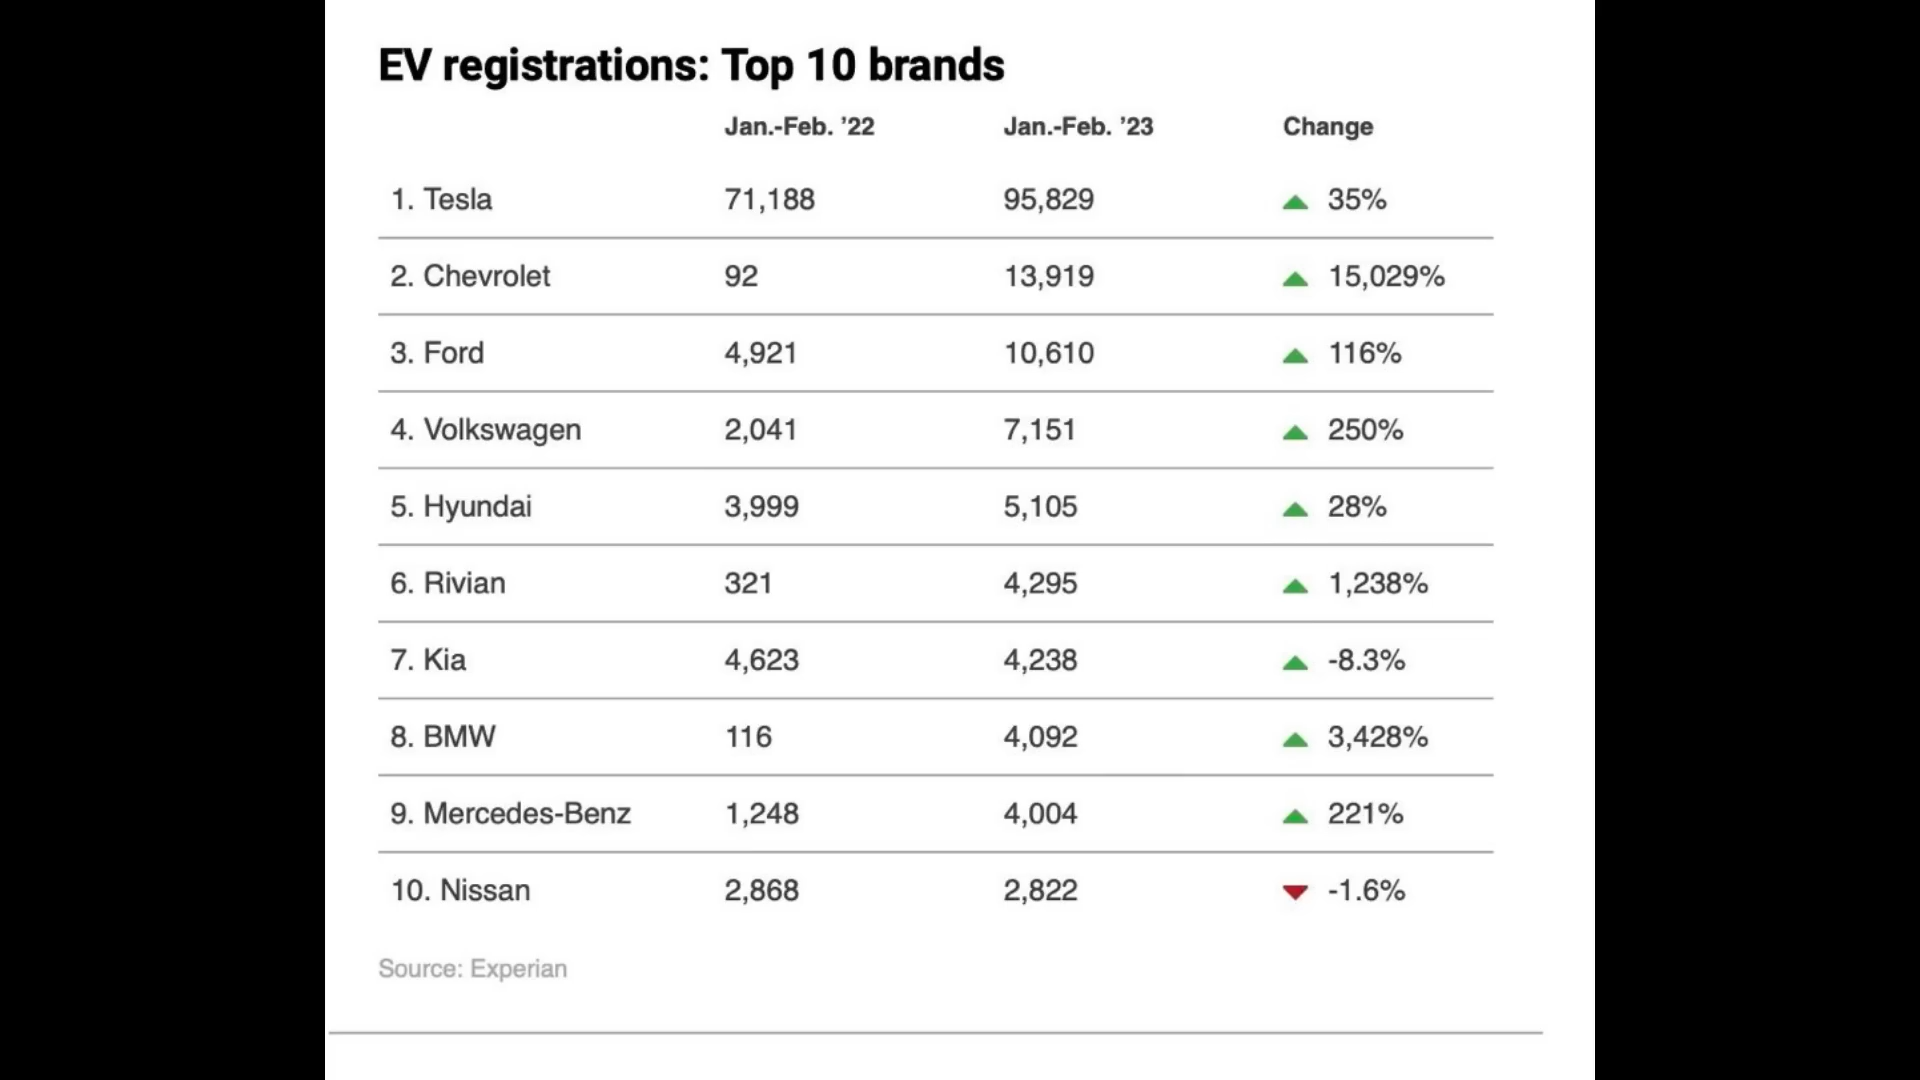 EV registrations: Top 10 brands
Jan.-Feb. ’22 Jan.-Feb. ’23 Change
1. Tesla 71,188 95,829 35%
2. Chevrolet 92 13,919 15,029%
3. Ford 4,921 10,610 116%
4. Volkswagen 2,041 7,151 250%
5. Hyundai 3,999 5,105 28%
6. Rivian 321 4,295 1,238%
7. Kia 4,623 4,238 -8.3%
8. BMW 116 4,092 3,428%
9. Mercedes-Benz 1,248 4,004 221%
10. Nissan 2,868 2,822 -1.6%
Source: Experian